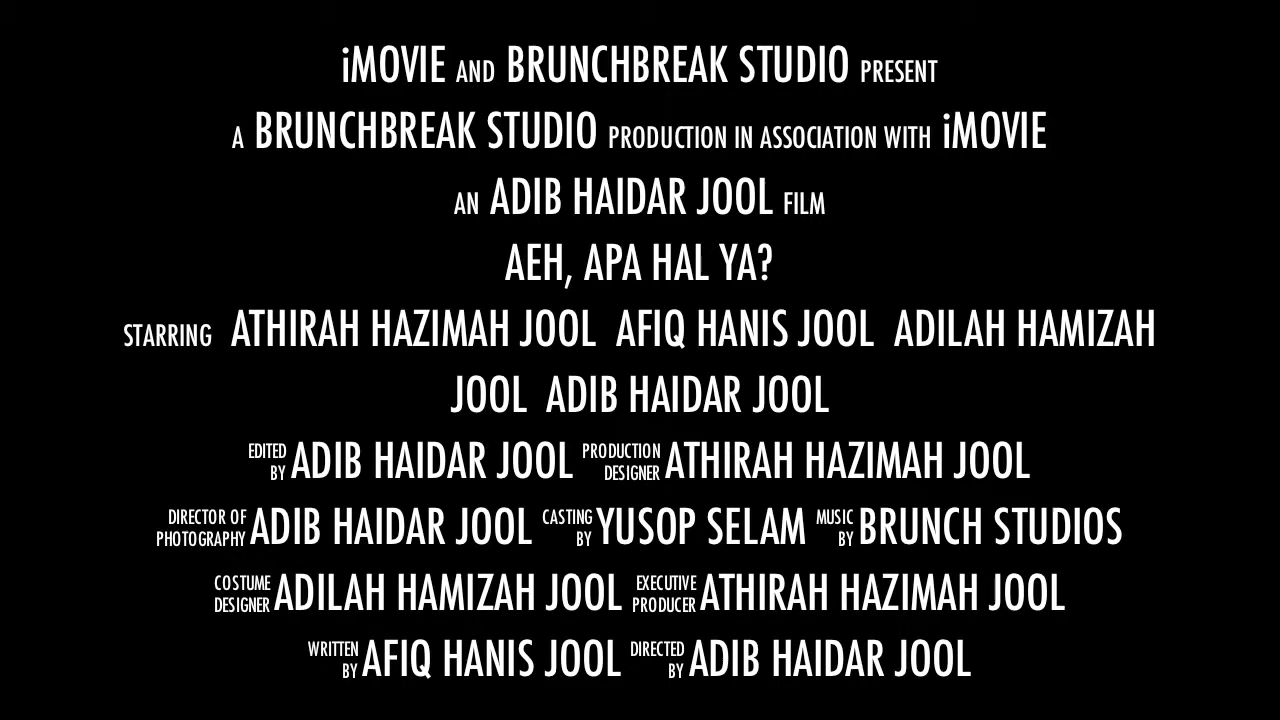 iMOVIE AND BRUNCHBREAK STUDIO PRESENT
A BRUNCHBREAK STUDIO PRODUCTION IN ASSOCIATION WITH iMOVIE
AN ADIB HAIDAR JOOL FILM
AEH, APA HAL YA?
STARRING ATHIRAH HAZIMAH JOOL AFIQ HANIS JOOL ADILAH HAMIZAH
JOOL ADIB HAIDAR JOOL
EDITED BY ADIB HAIDAR JOOL PRODUCTION DESIGNER ATHIRAH HAZIMAH JOOL
DIRECTOR OF PHOTOGRAPHY ADIB HAIDAR JOOL CASTING BY YUSOP SELAM MUSIC BY BRUNCH STUDIOS
COSTUME DESIGNER ADILAH HAMIZAH JOOL EXECUTIVE PRODUCER ATHIRAH HAZIMAH JOOL
WRITTEN BY AFIQ HANIS JOOL DIRECTED BY ADIB HAIDAR JOOL